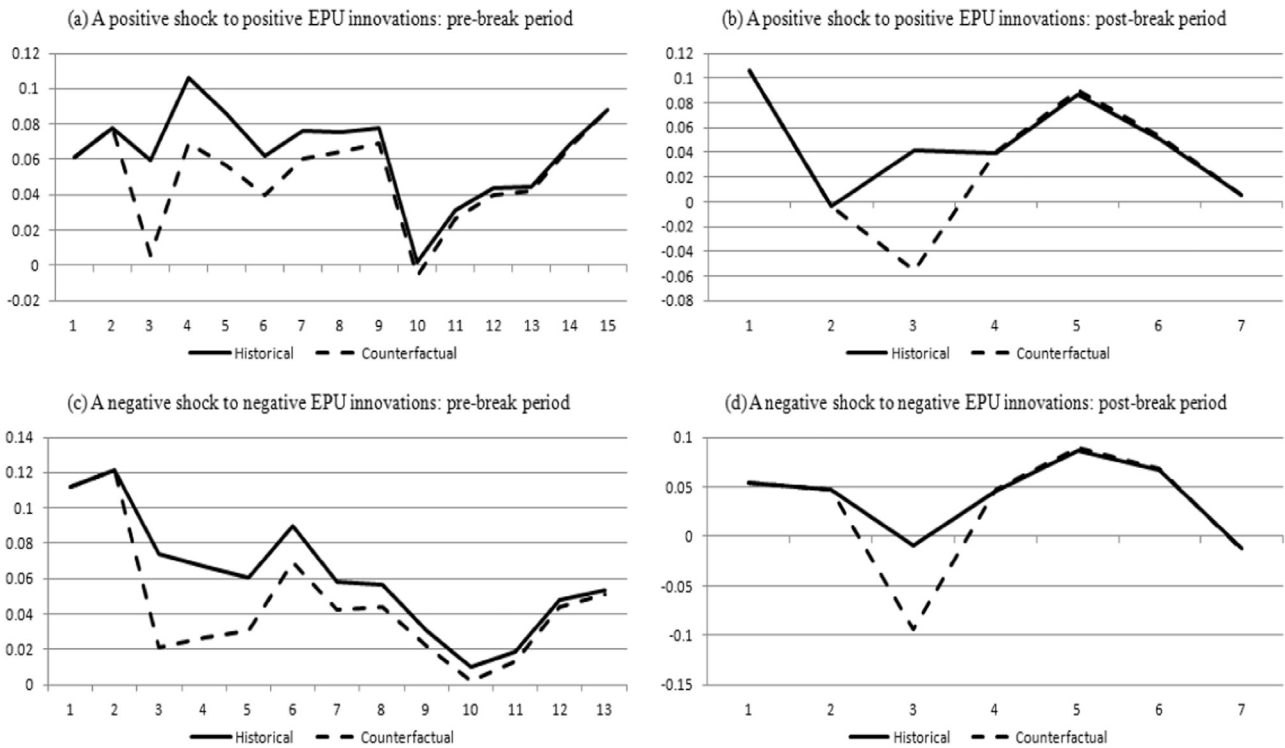 (a) A positive shock to positive EPU innovations: pre-break period
0.12
0.1
0.08
0.06
0.04
0.02
0
-0.02
1 2 3 4 5 6 7 8 9 10 11 12 13 14 15
Historical Counterfactual
(b) A positive shock to positive EPU innovations: post-break period
0.12
0.1
0.08
0.06
0.04
0.02
0
-0.02
-0.04
-0.06
-0.08
1 2 3 4 5 6 7
Historical Counterfactual
(c) A negative shock to negative EPU innovations: pre-break period
0.14
0.12
0.1
0.08
0.06
0.04
0.02
0
1 2 3 4 5 6 7 8 9 10 11 12 13
Historical Counterfactual
(d) A negative shock to negative EPU innovations: post-break period
0.1
0.05
0
-0.05
-0.1
-0.15
1 2 3 4 5 6 7
Historical Counterfactual